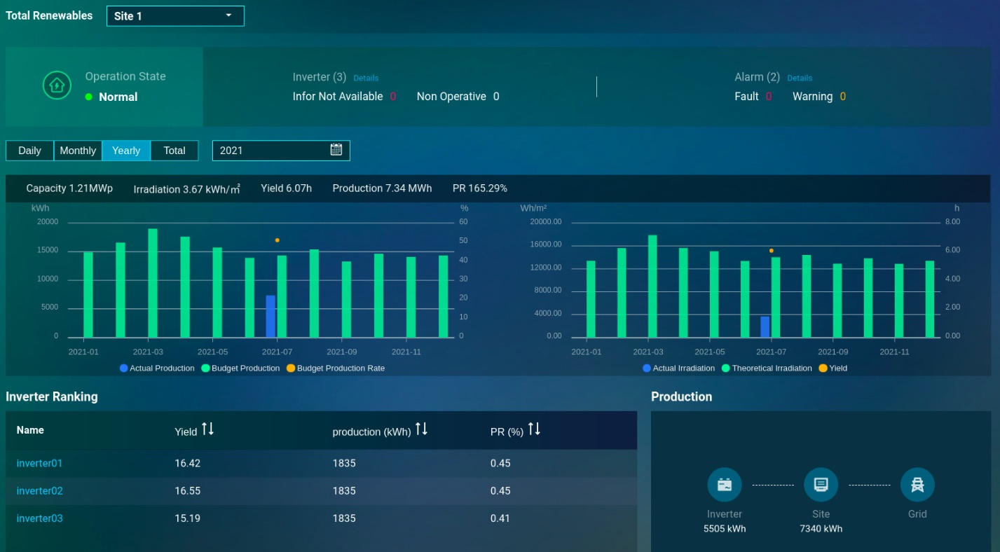 Total Renewables Site 1
Operation State
Normal
Inverter (3) Details
Infor Not Available 0 Non Operative 0
Alarm (2) Details
Fault 0 Warning 0
Daily Monthly Yearly Total 2021
Capacity 1.21MWp Irradiation 3.67 kWh/㎡ Yield 6.07h Production 7.34 MWh PR 165.29%
kWh %
20000 60
50
15000
40
10000 30
20
5000
10
0 0
2021-01 2021-03 2021-05 2021-07 2021-09 2021-11
Actual Production Budget Production Budget Production Rate
Wh/m² h
20000.00 8.00
16000.00 6.00
12000.00
4.00
8000.00
2.00
4000.00
0.00 0.00
2021-01 2021-03 2021-05 2021-07 2021-09 2021-11
Actual Irradiation Theoretical Irradiation Yield
Inverter Ranking
Name Yield production (kWh) PR (%)
inverter01 16.42 1835 0.45
inverter02 16.55 1835 0.45
inverter03 15.19 1835 0.41
Production
Inverter Site Grid
5505 kWh 7340 kWh